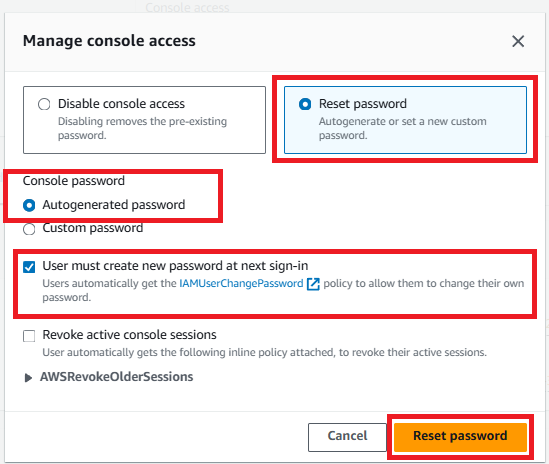 Console access
Manage console access
Disable console access
Disabling removes the pre-existing
password.
Reset password
Autogenerate or set a new custom
password.
Console password
Autogenerated password
Custom password
User must create new password at next sign-in
Users automatically get the IAMUserChangePassword policy to allow them to change their own
password.
Revoke active console sessions
User automatically gets the following inline policy attached, to revoke their active sessions.
AWSRevokeOlderSessions
Cancel
Reset password